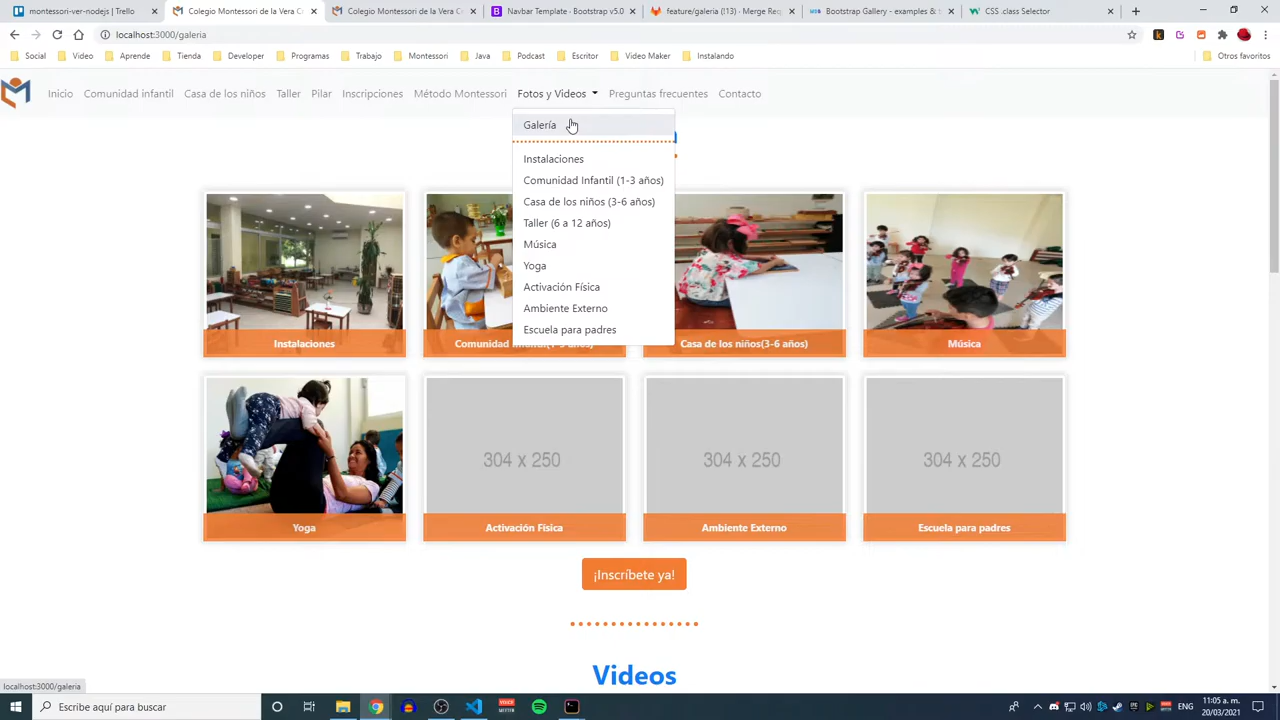 montessori-ver-nodejs | Trello
Colegio Montessori de la Vera C
Colegio Montessori de la Vera C
Navbar Template · Bootstrap v5.0
feature/galeria (!13) · Merge Req
Bootstrap Gallery - examples & t
CSS .class Selector
localhost:3000/galeria
Social
Video
Aprende
Tienda
Developer
Programas
Trabajo
Montessori
Java
Podcast
Escritor
Video Maker
Instalando
Otros favoritos
Inicio
Comunidad infantil
Casa de los niños
Taller
Pilar
Inscripciones
Método Montessori
Fotos y Videos
Preguntas frecuentes
Contacto
Galería
Instalaciones
Comunidad Infantil (1-3 años)
Casa de los niños (3-6 años)
Taller (6 a 12 años)
Música
Yoga
Activación Física
Ambiente Externo
Escuela para padres
Instalaciones
Casa de los niños(3-6 años)
Música
304 x 250
304 x 250
304 x 250
Yoga
Activación Física
Ambiente Externo
Escuela para padres
¡Inscríbete ya!
Videos
localhost:3000/galeria
Escribe aquí para buscar
ENG
11:05 a. m.
20/03/2021